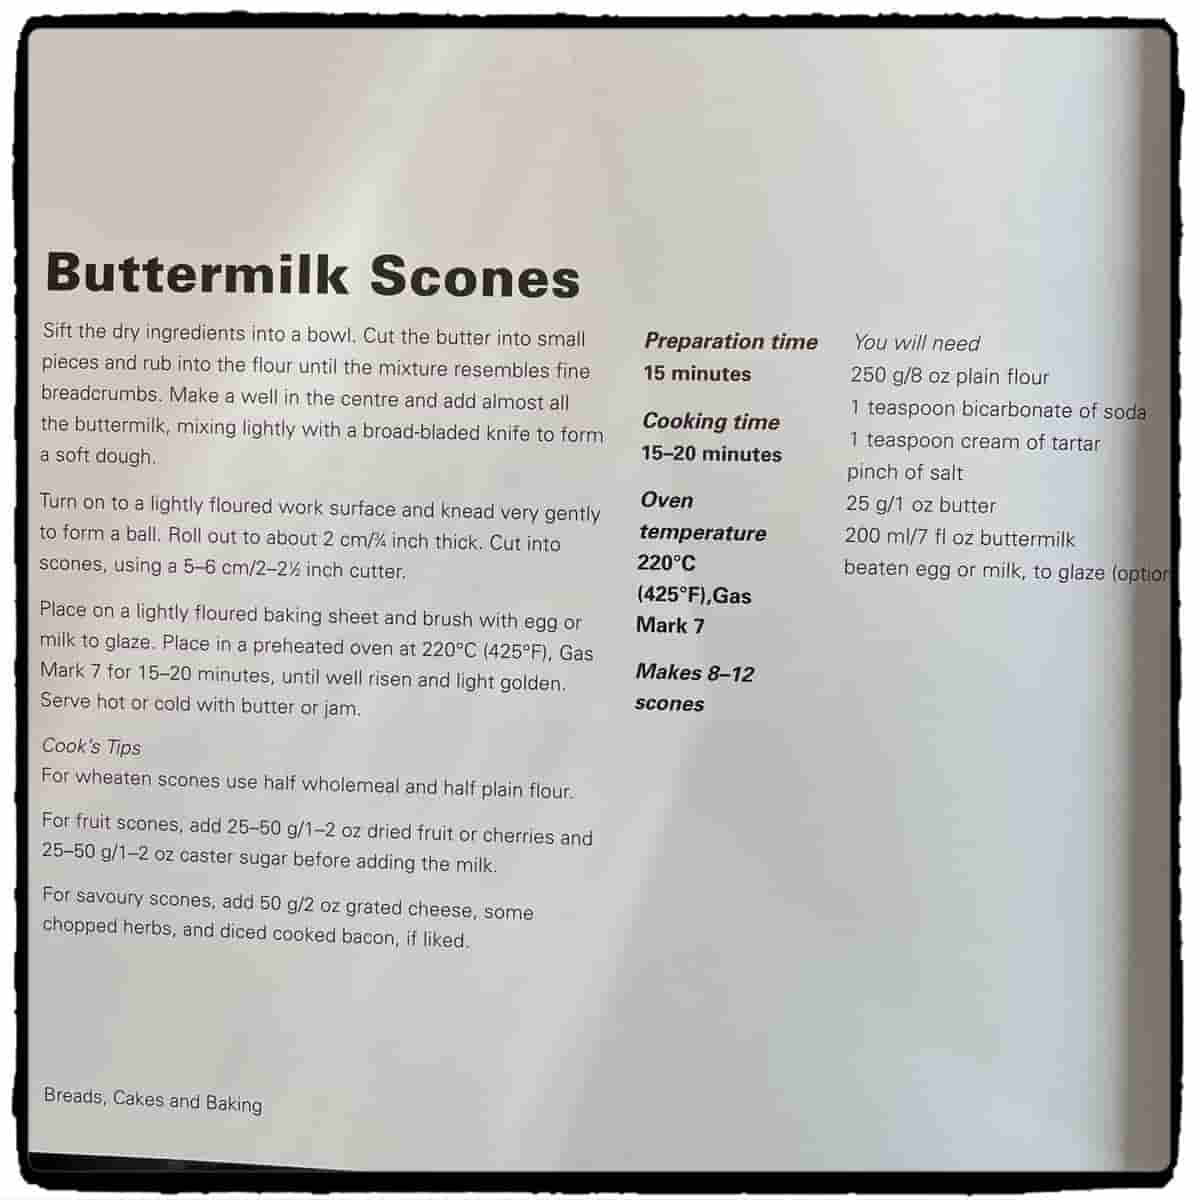 Buttermilk Scones
Sift the dry ingredients into a bowl. Cut the butter into small
pieces and rub into the flour until the mixture resembles fine
breadcrumbs. Make a well in the centre and add almost all
the buttermilk, mixing lightly with a broad-bladed knife to form
a soft dough.
Turn on to a lightly floured work surface and knead very gently
to form a ball. Roll out to about 2 cm/¾ inch thick. Cut into
scones, using a 5–6 cm/2–2½ inch cutter.
Place on a lightly floured baking sheet and brush with egg or
milk to glaze. Place in a preheated oven at 220°C (425°F), Gas
Mark 7 for 15–20 minutes, until well risen and light golden.
Serve hot or cold with butter or jam.
Cook's Tips
For wheaten scones use half wholemeal and half plain flour.
For fruit scones, add 25–50 g/1–2 oz dried fruit or cherries and
25–50 g/1–2 oz caster sugar before adding the milk.
For savoury scones, add 50 g/2 oz grated cheese, some
chopped herbs, and diced cooked bacon, if liked.
Preparation time
15 minutes
Cooking time
15–20 minutes
Oven
temperature
220°C
(425°F),Gas
Mark 7
Makes 8–12
scones
You will need
250 g/8 oz plain flour
1 teaspoon bicarbonate of soda
1 teaspoon cream of tartar
pinch of salt
25 g/1 oz butter
200 ml/7 fl oz buttermilk
beaten egg or milk, to glaze (option
Breads, Cakes and Baking